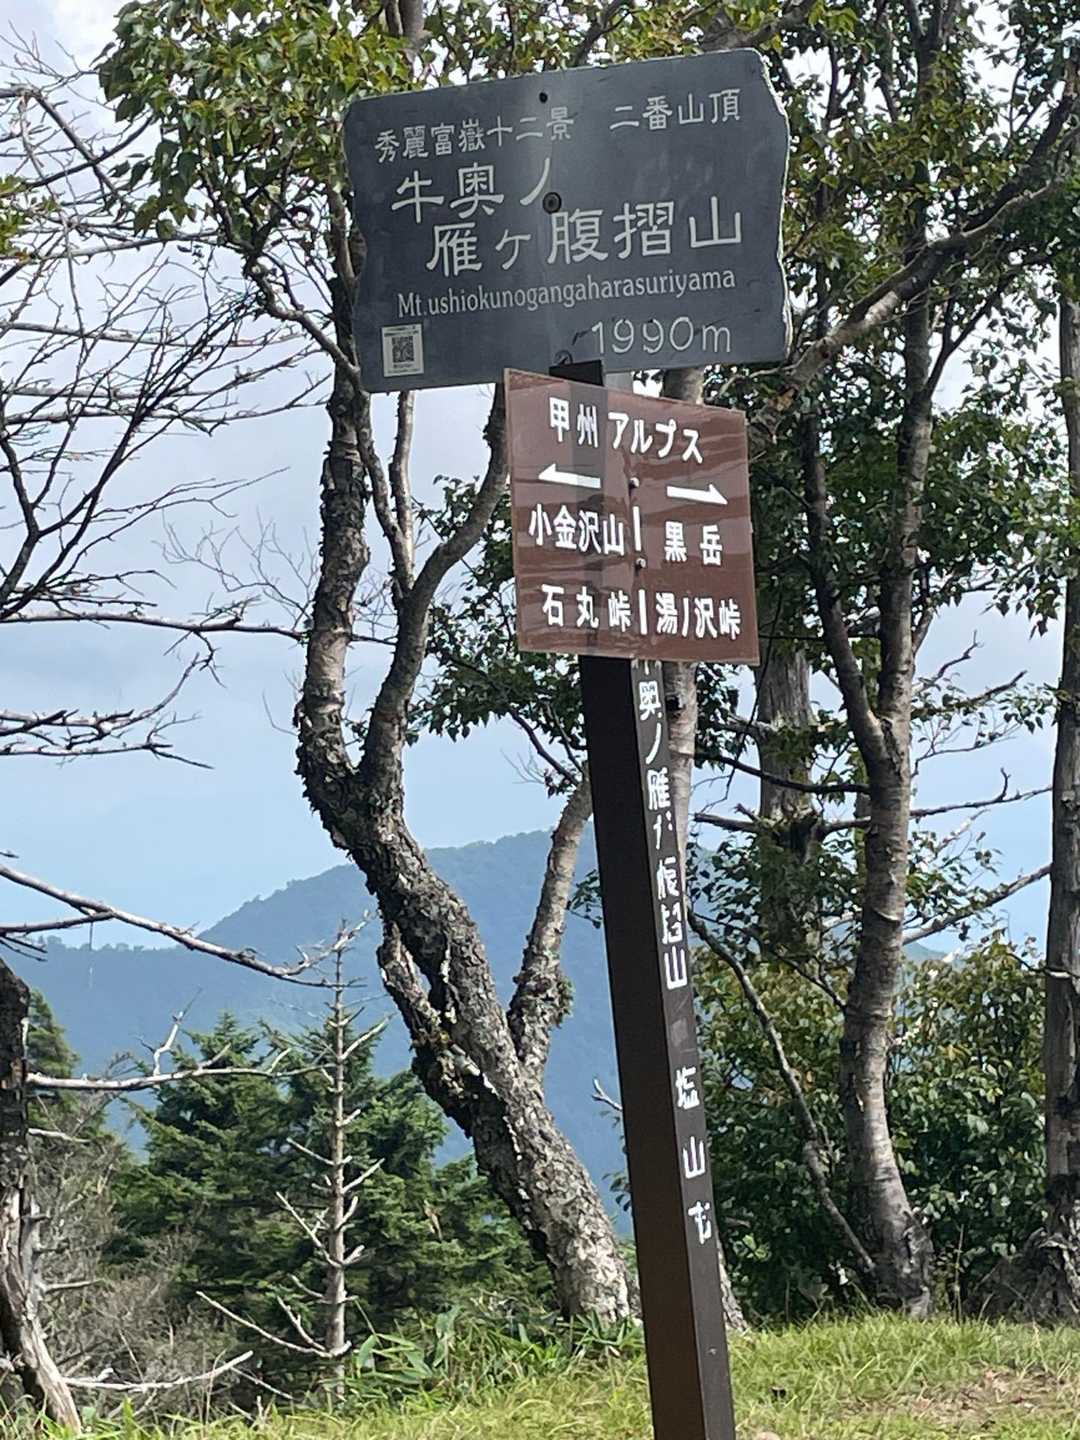 秀麗富嶽十二景　二番山頂
牛奥ノ
雁ヶ腹摺山
Mt.ushiokunogangaharasuriyama
1990m
甲州アルプス
← →
小金沢山 | 黒岳
石丸峠 | 湯ノ沢峠
奥ノ雁ガ腹摺山 塩山